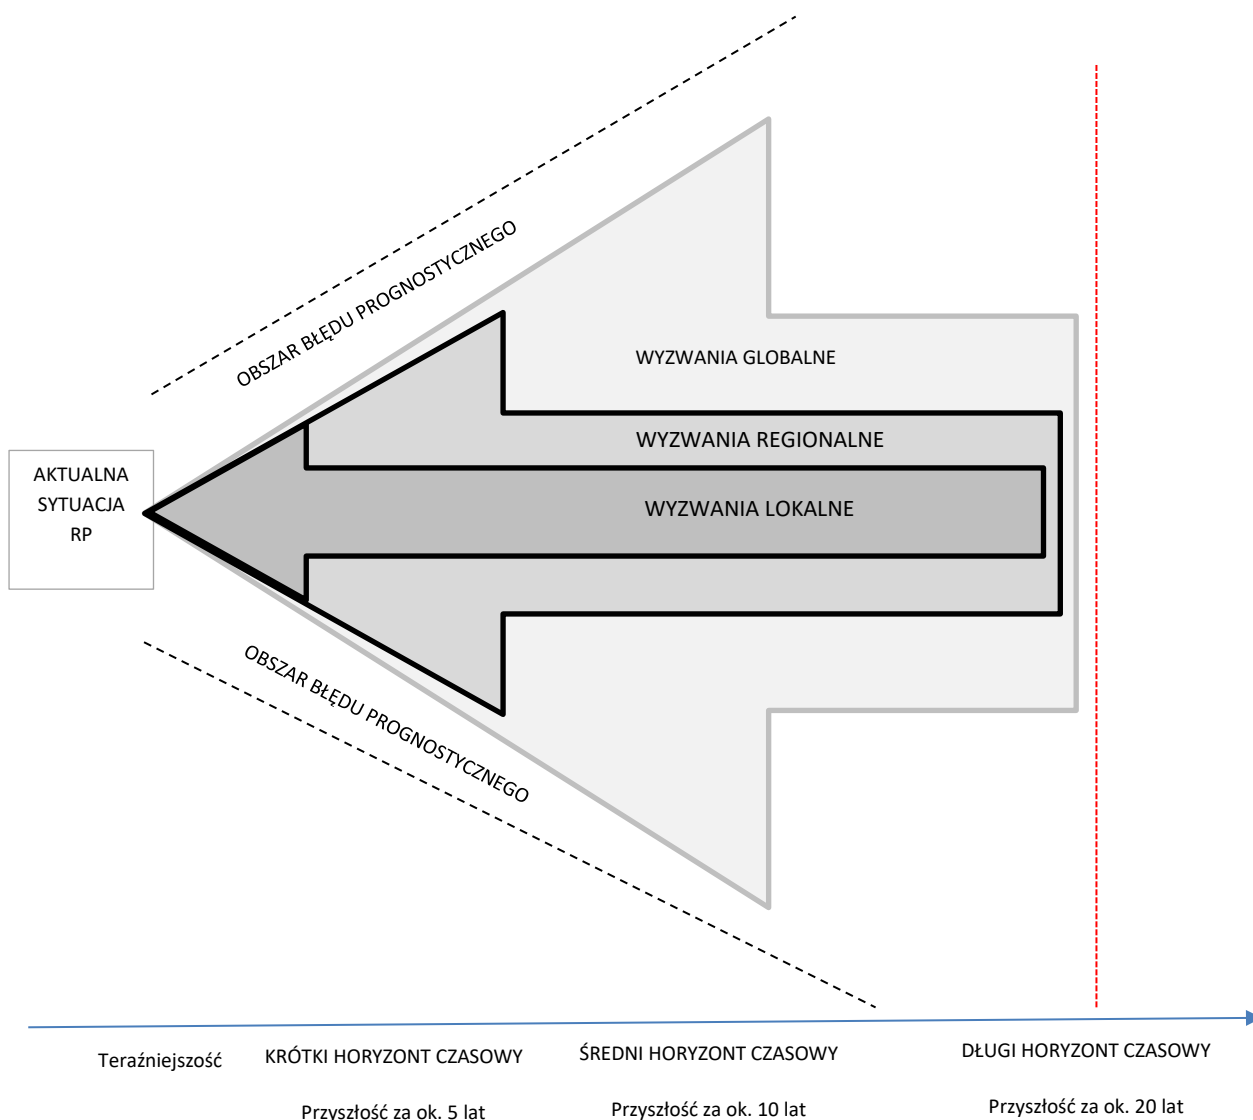 OBSZAR BŁĘDU PROGNOSTYCZNEGO
WYZWANIA GLOBALNE
WYZWANIA REGIONALNE
AKTUALNA
SYTUACJA
RP
WYZWANIA LOKALNE
OBSZAR BŁĘDU PROGNOSTYCZNEGO
Teraźniejszość
KRÓTKI HORYZONT CZASOWY
Przyszłość za ok. 5 lat
ŚREDNI HORYZONT CZASOWY
Przyszłość za ok. 10 lat
DŁUGI HORYZONT CZASOWY
Przyszłość za ok. 20 lat